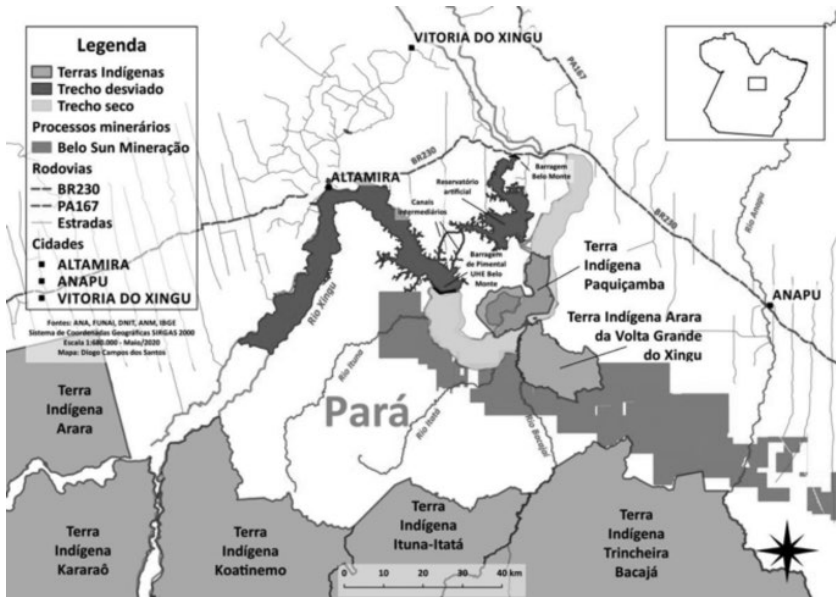 Legenda
Terras Indígenas
Trecho desviado
Trecho seco
Processos minerários
Belo Sun Mineração
Rodovias
BR230
PA167
Estradas
Cidades
ALTAMIRA
ANAPU
VITORIA DO XINGU
Fontes: ANA, FUNAI, DNIT, ANM, IBGE
Sistema de Coordenadas Geográficas SIRGAS 2000
Escala 1:680.000 - Maio/2020
Mapa: Diogo Campos dos Santos
VITORIA DO XINGU
PA167
BR230
Barragem
Belo Monte
ALTAMIRA
Reservatório
artificial
Canais
intermediários
BR230
Rio Anapu
Barragem
de Pimental
UHE Belo
Monte
Terra
Indígena
Paquiçamba
Rio Xingu
ANAPU
Terra Indígena Arara
da Volta Grande
do Xingu
Rio Ituna
Terra
Indígena
Arara
Pará
Rio Itatá
Rio Bacajaí
Terra
Indígena
Kararaô
Terra
Indígena
Koatinemo
Terra
Indígena
Ituna-Itatá
Terra
Indígena
Trincheira
Bacajá
0 10 20 30 40 km